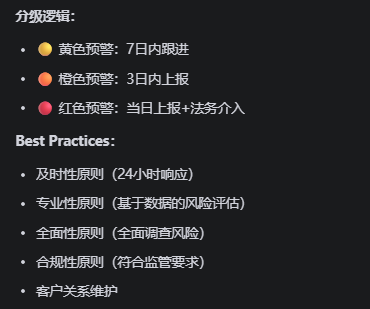 分级逻辑：
• 🟡 黄色预警：7日内跟进
• 🟠 橙色预警：3日内上报
• 🔴 红色预警：当日上报+法务介入
Best Practices：
• 及时性原则（24小时响应）
• 专业性原则（基于数据的风险评估）
• 全面性原则（全面调查风险）
• 合规性原则（符合监管要求）
• 客户关系维护